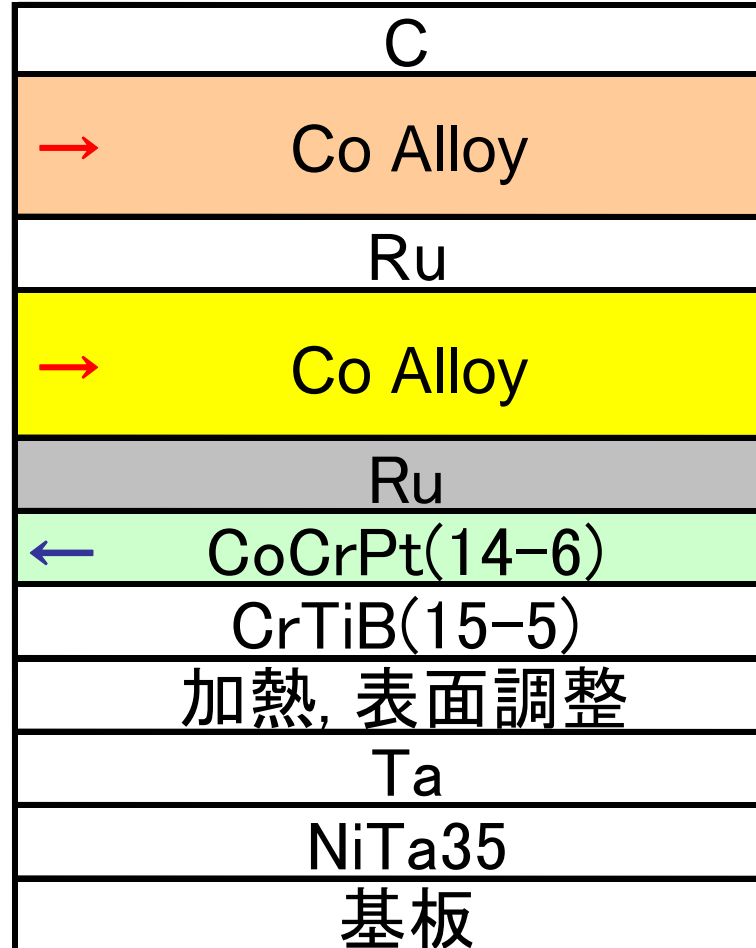 C
→ Co Alloy
Ru
→ Co Alloy
Ru
← CoCrPt(14-6)
CrTiB(15-5)
加熱, 表面調整
Ta
NiTa35
基板